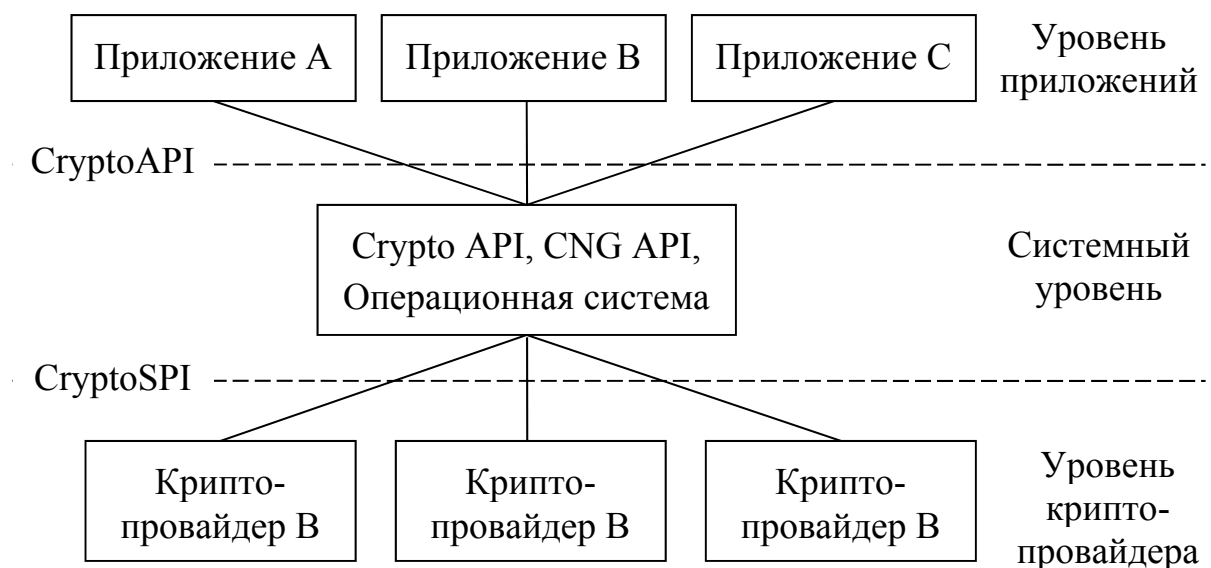 Приложение А
Приложение В
Приложение С
Уровень
приложений
CryptoAPI
Crypto API, CNG API,
Операционная система
Системный
уровень
CryptoSPI
Крипто-
провайдер В
Крипто-
провайдер В
Крипто-
провайдер В
Уровень
крипто-
провайдера